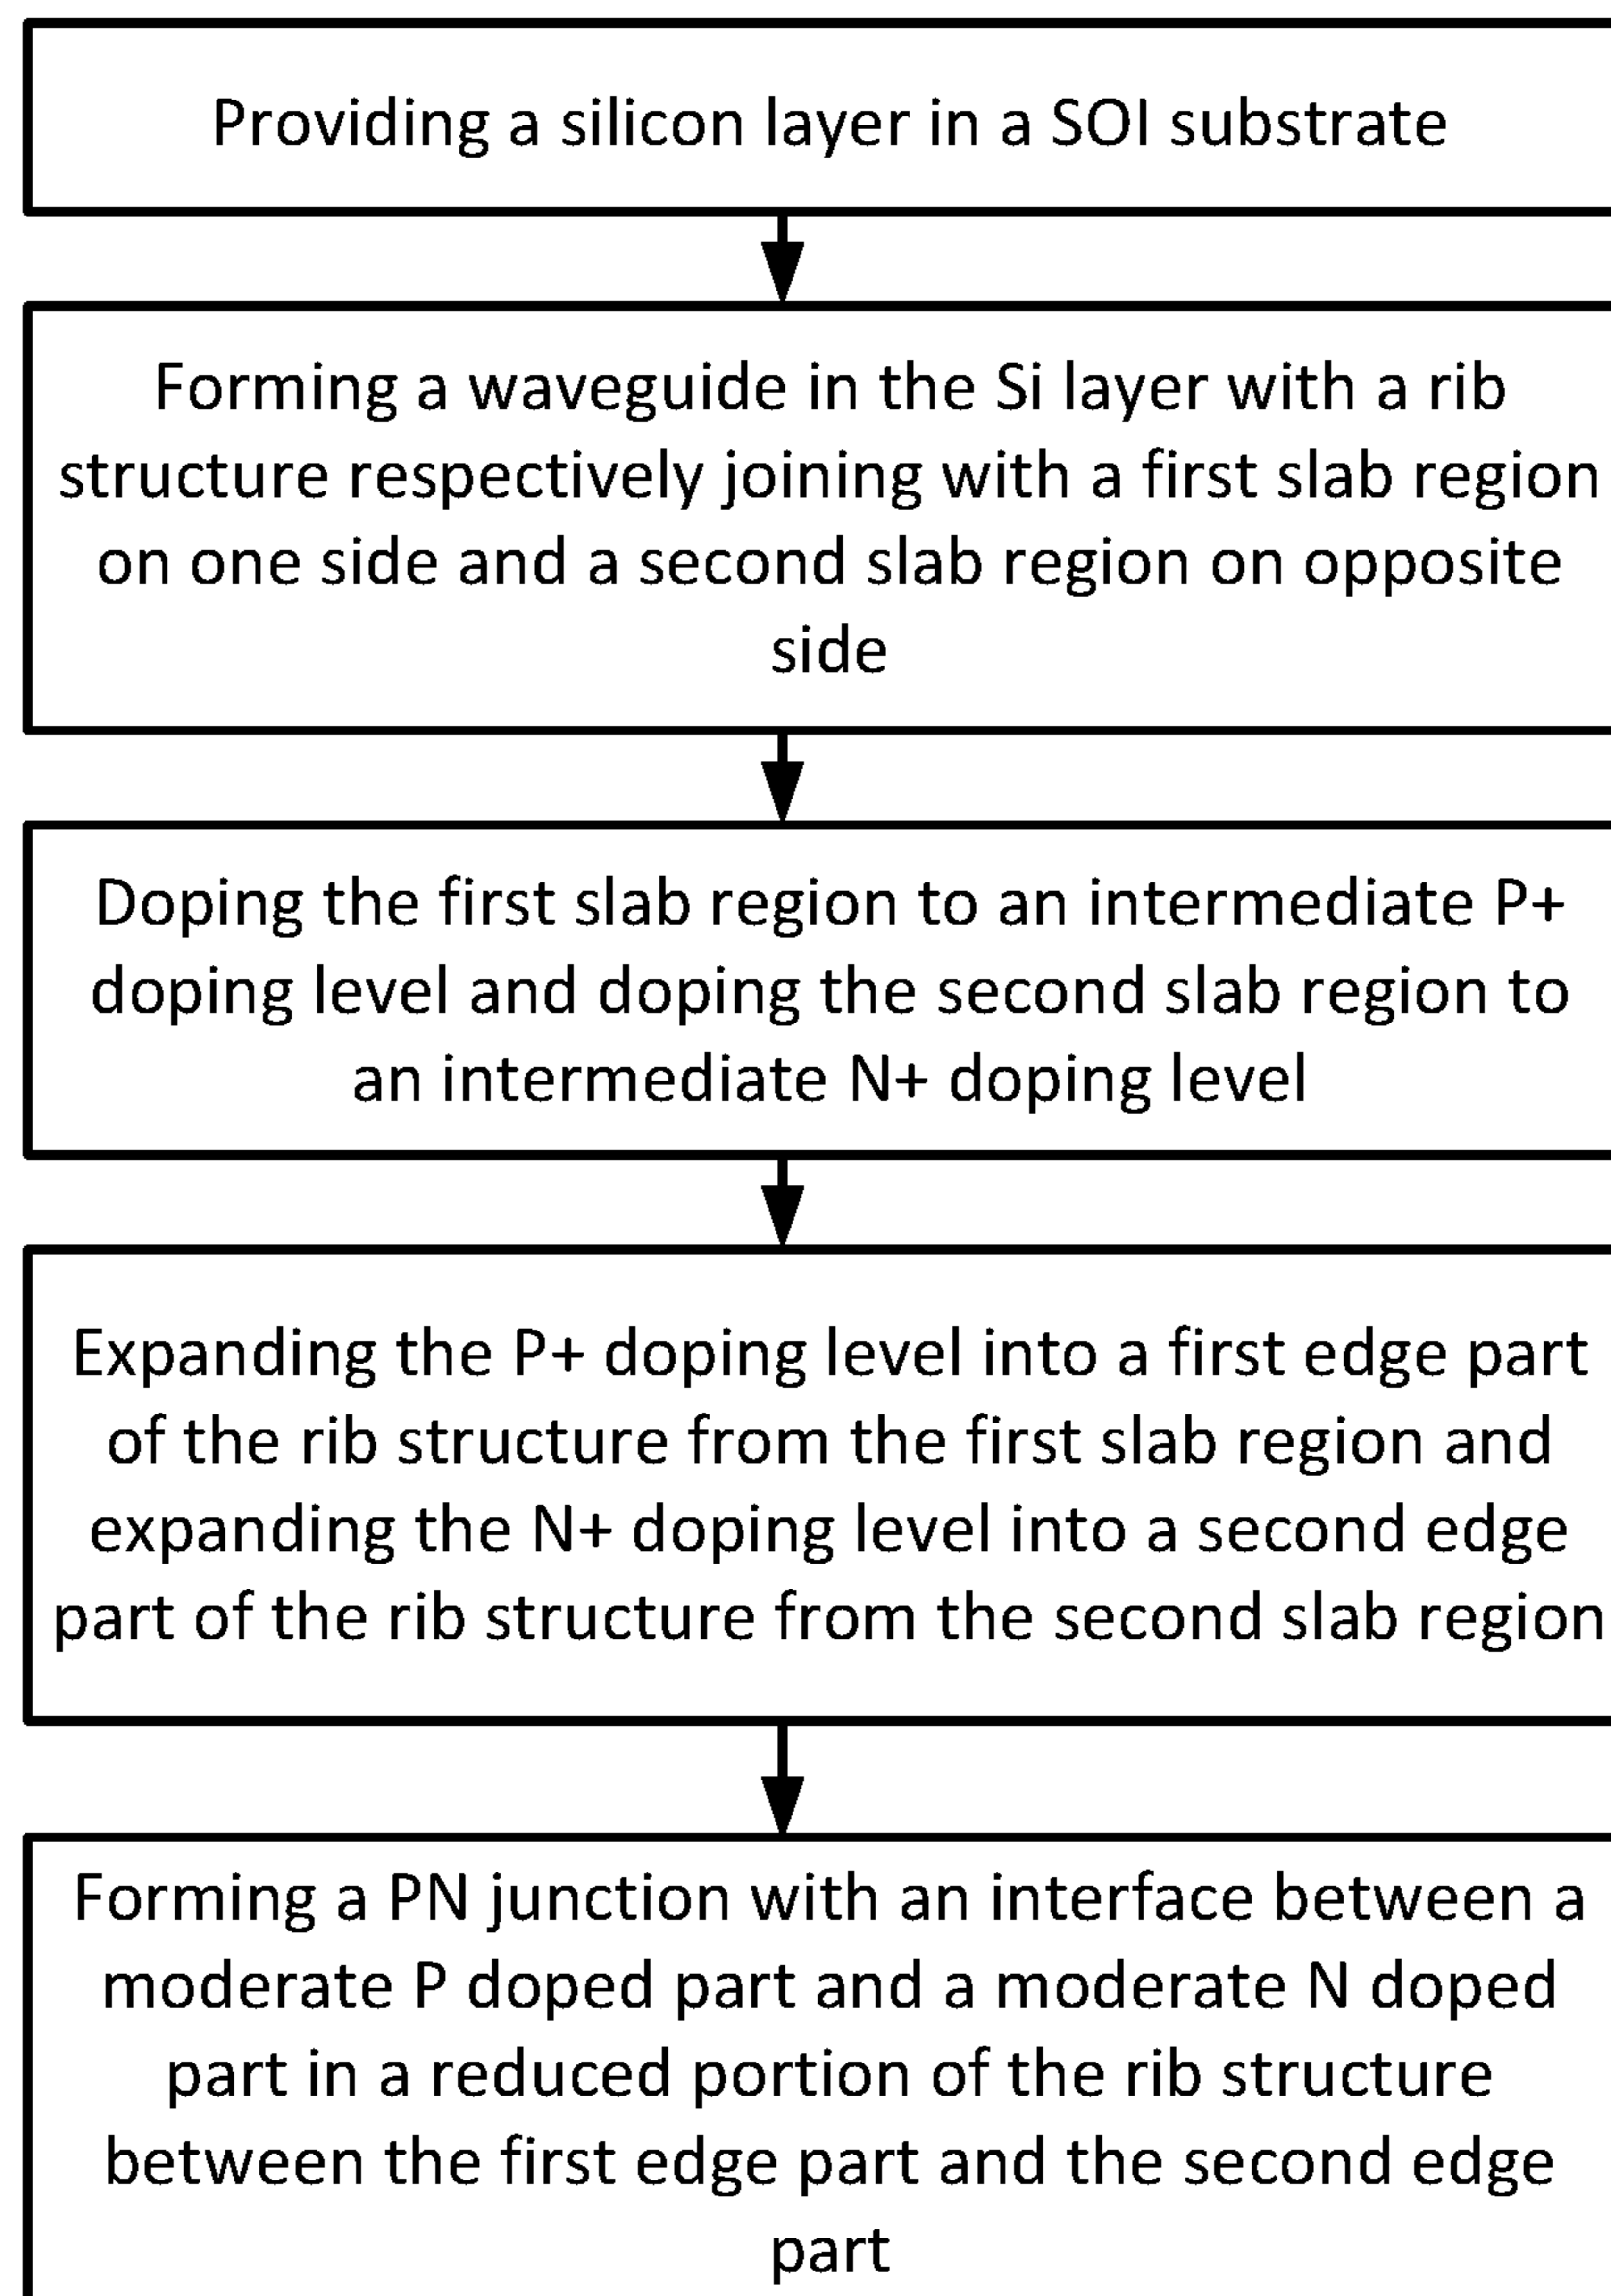 Providing a silicon layer in a SOI substrate
Forming a waveguide in the Si layer with a rib
structure respectively joining with a first slab region
on one side and a second slab region on opposite
side
Doping the first slab region to an intermediate P+
doping level and doping the second slab region to
an intermediate N+ doping level
Expanding the P+ doping level into a first edge part
of the rib structure from the first slab region and
expanding the N+ doping level into a second edge
part of the rib structure from the second slab region
Forming a PN junction with an interface between a
moderate P doped part and a moderate N doped
part in a reduced portion of the rib structure
between the first edge part and the second edge
part